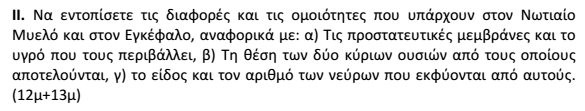 II. Να εντοπίσετε τις διαφορές και τις ομοιότητες που υπάρχουν στον Νωτιαίο
Μυελό και στον Εγκέφαλο, αναφορικά με: α) Τις προστατευτικές μεμβράνες και το
υγρό που τους περιβάλλει, β) Τη θέση των δύο κύριων ουσιών από τους οποίους
αποτελούνται, γ) το είδος και τον αριθμό των νεύρων που εκφύονται από αυτούς.
(12μ+13μ)